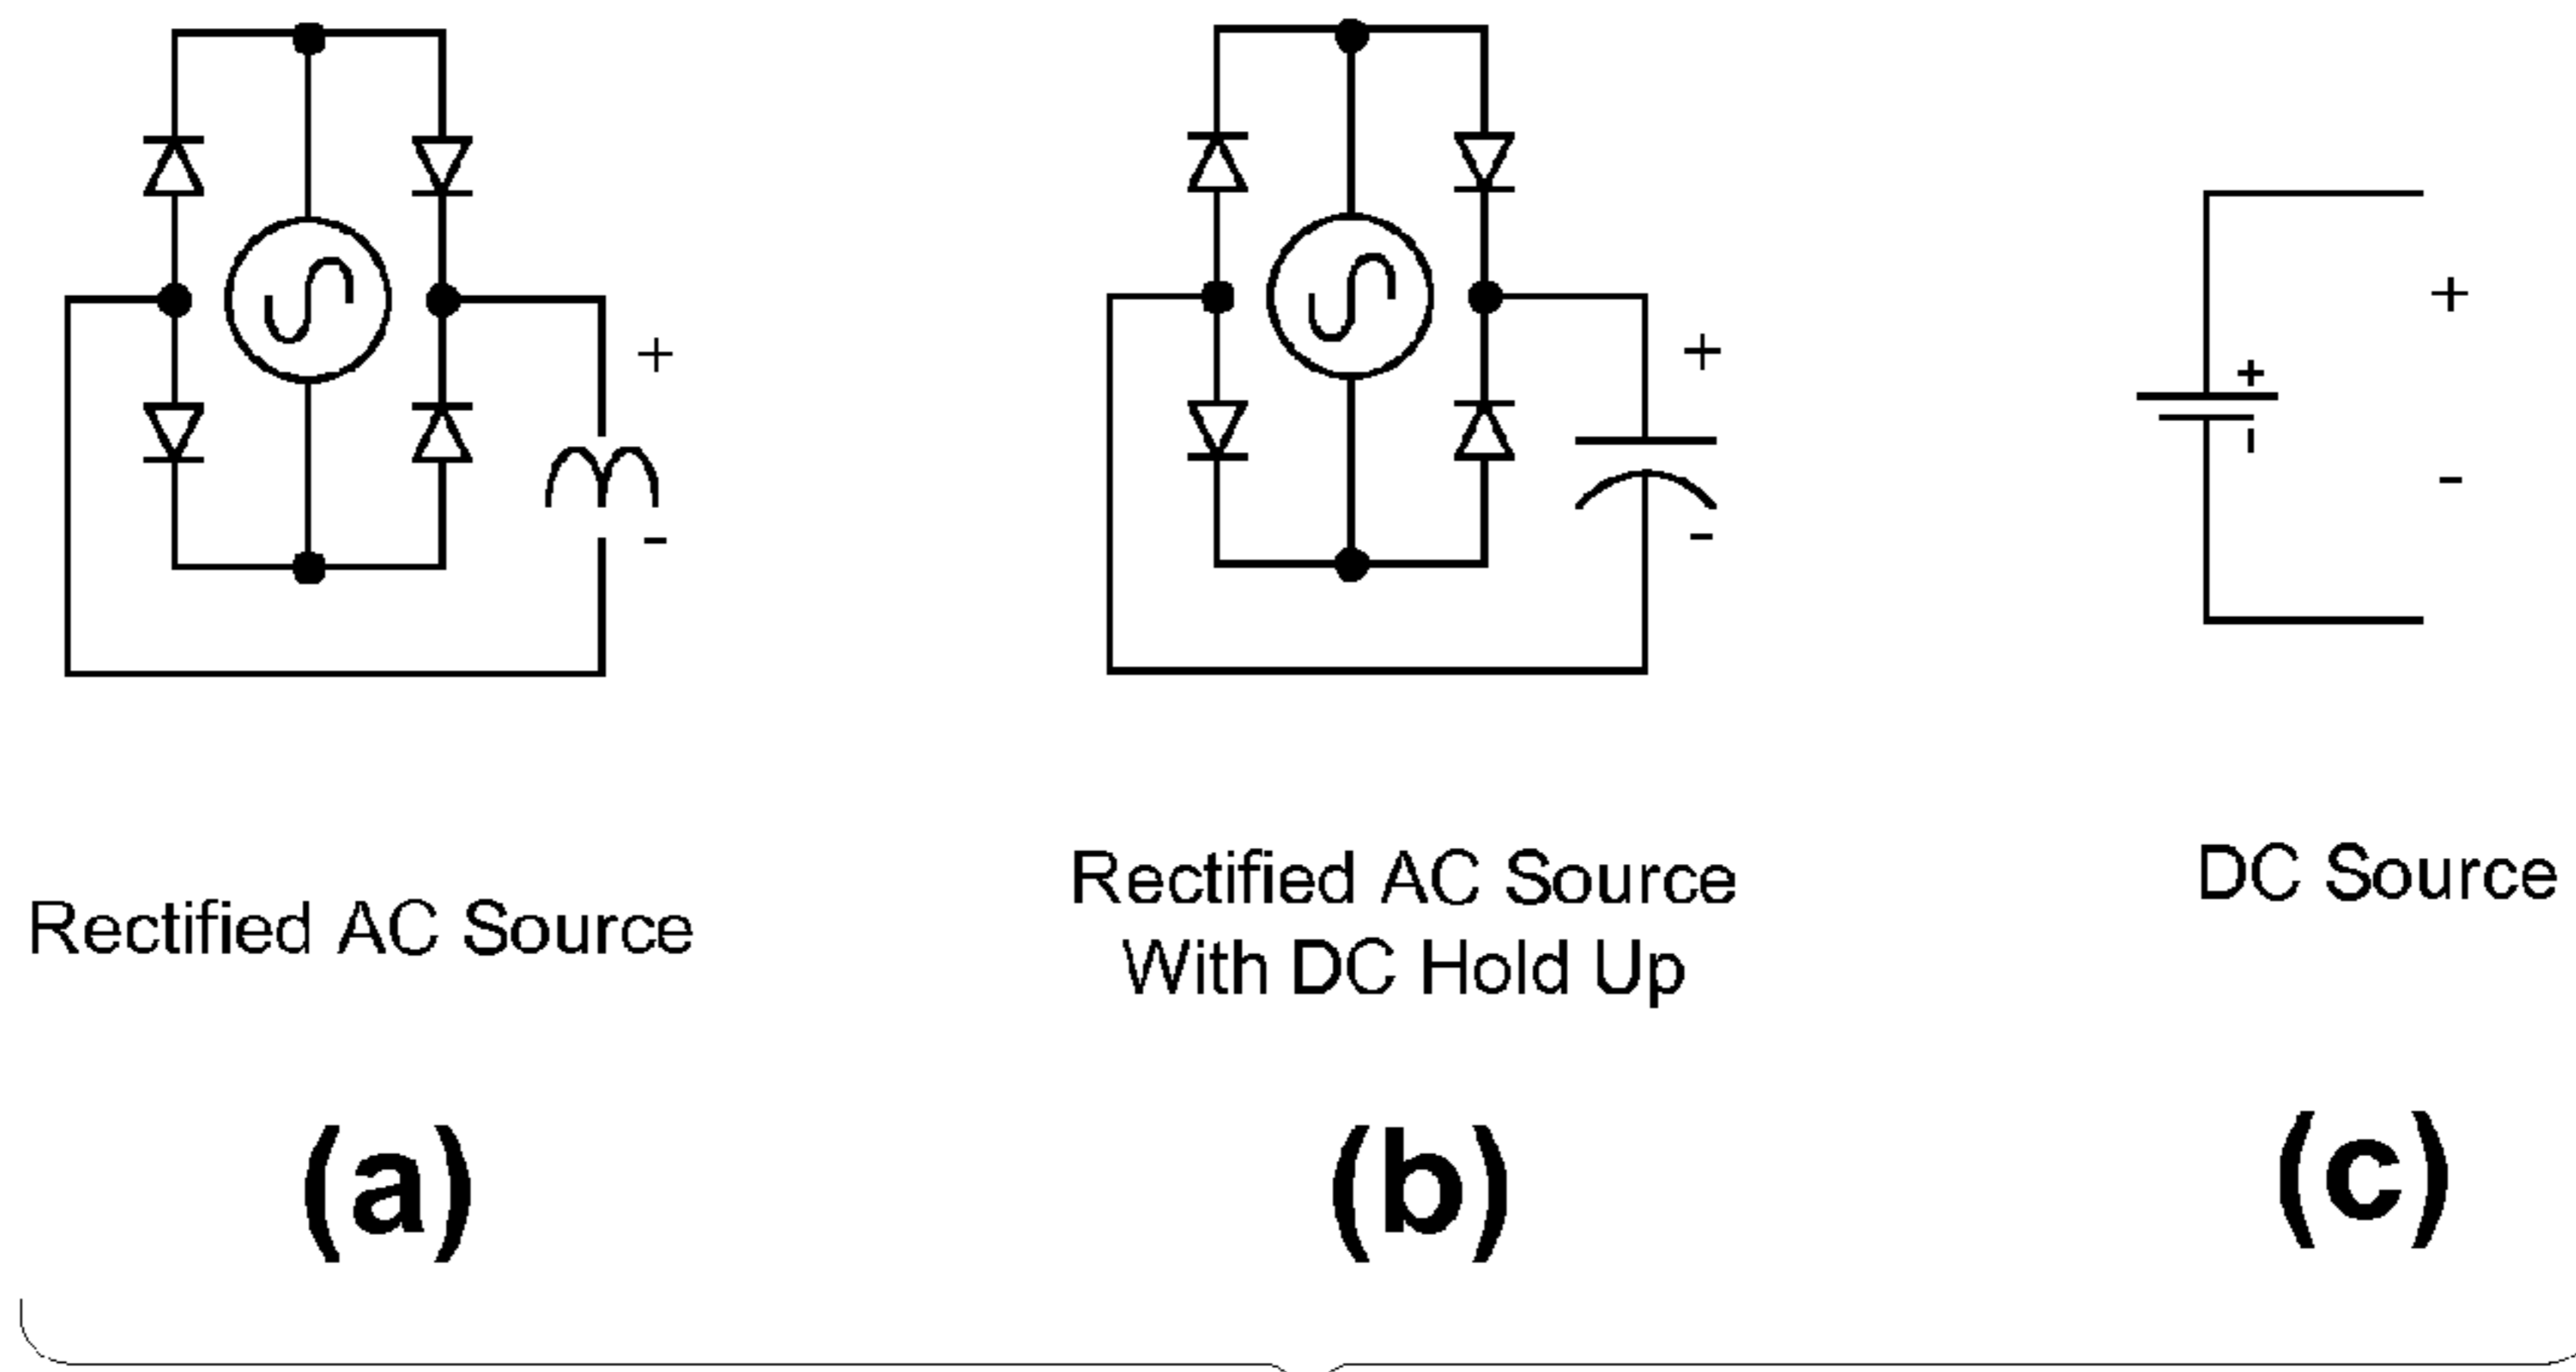 +
-
+
-
+
-
+
-
Rectified AC Source
Rectified AC Source
With DC Hold Up
DC Source
(a)
(b)
(c)